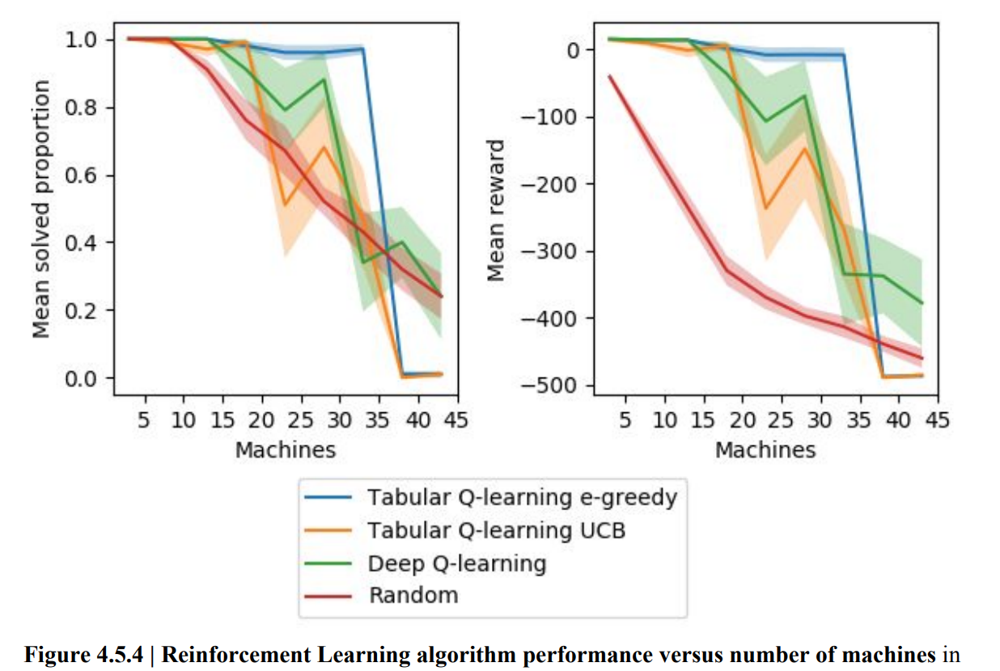 1.0
0.8
0.6
0.4
0.2
0.0
Mean solved proportion
5 10 15 20 25 30 35 40 45
Machines
0
−100
−200
−300
−400
−500
Mean reward
5 10 15 20 25 30 35 40 45
Machines
Tabular Q-learning e-greedy
Tabular Q-learning UCB
Deep Q-learning
Random
Figure 4.5.4 | Reinforcement Learning algorithm performance versus number of machines in